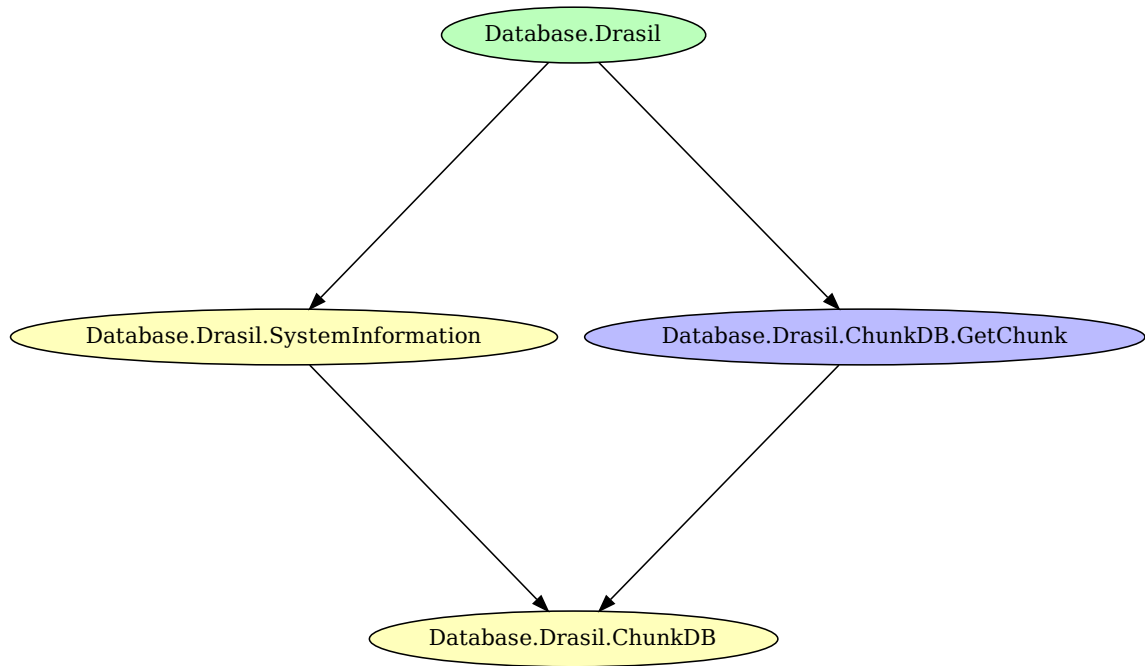 Database.Drasil
Database.Drasil.SystemInformation
Database.Drasil.ChunkDB.GetChunk
Database.Drasil.ChunkDB